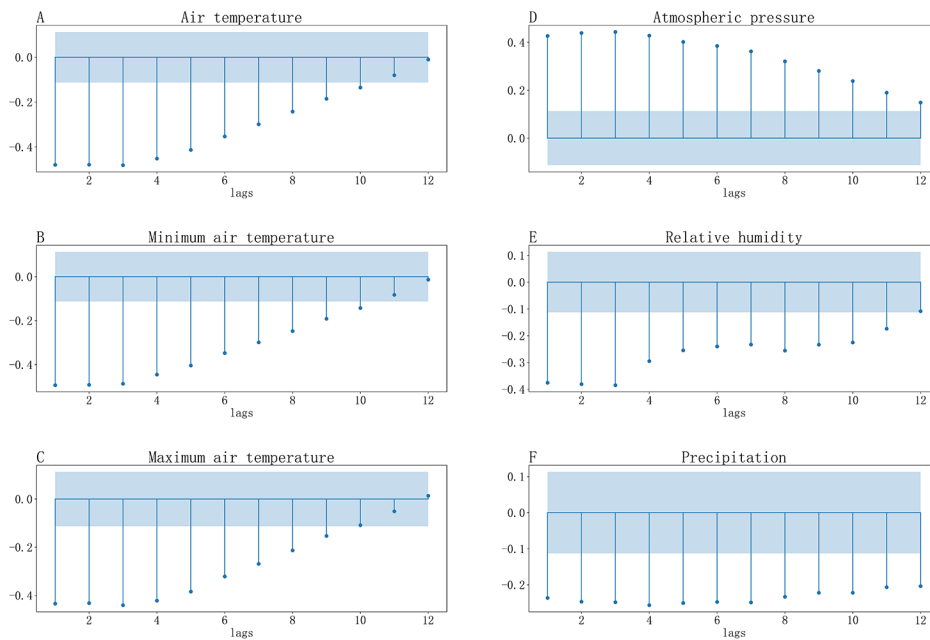 A Air temperature
0.0
−0.2
−0.4
2 4 6 8 10 12
lags
D Atmospheric pressure
0.4
0.2
0.0
2 4 6 8 10 12
lags
B Minimum air temperature
0.0
−0.2
−0.4
2 4 6 8 10 12
lags
E Relative humidity
0.1
0.0
−0.1
−0.2
−0.3
−0.4
2 4 6 8 10 12
lags
C Maximum air temperature
0.0
−0.2
−0.4
2 4 6 8 10 12
lags
F Precipitation
0.1
0.0
−0.1
−0.2
2 4 6 8 10 12
lags